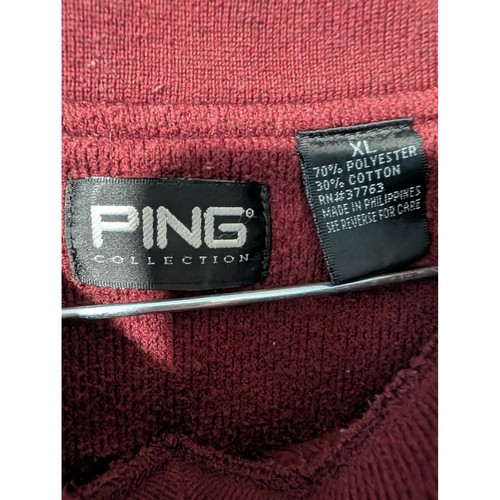 PING
COLLECTION
XL
70% POLYESTER
30% COTTON
RN#37763
MADE IN PHILIPPINES
SEE REVERSE FOR CARE